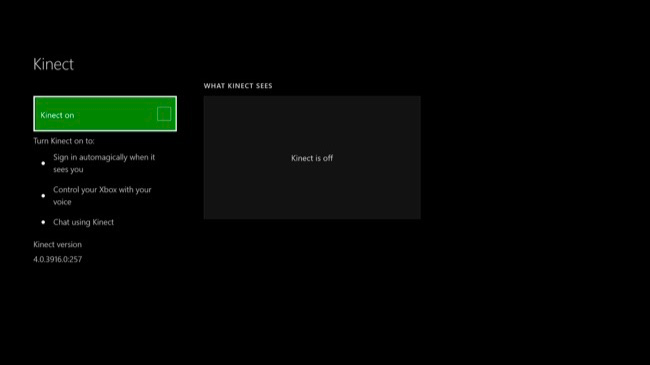 Kinect
WHAT KINECT SEES
Kinect on
Kinect is off
Turn Kinect on to:
Sign in automagically when it
sees you
Control your Xbox with your
voice
Chat using Kinect
Kinect version
4.0.3916.0:257